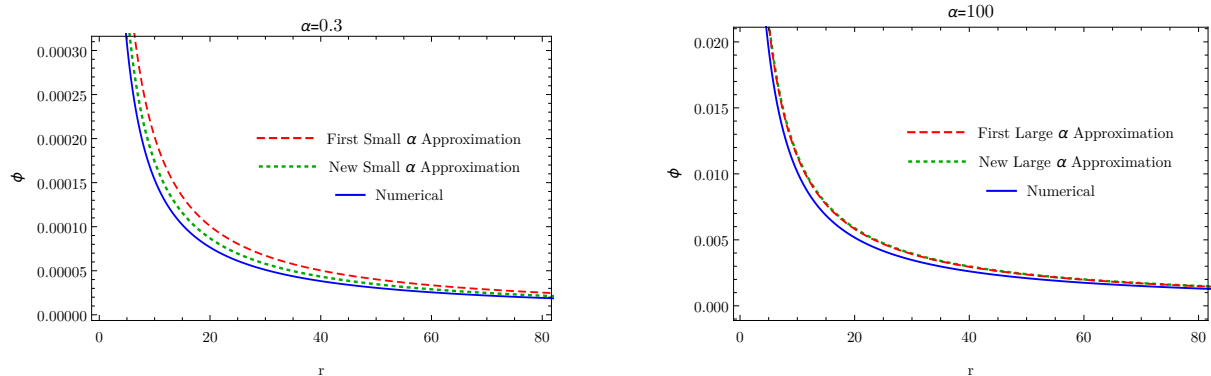 α=0.3
0.00030
0.00025
0.00020
0.00015
0.00010
0.00005
0.00000
ϕ
First Small α Approximation
New Small α Approximation
Numerical
0 20 40 60 80
r
α=100
0.020
0.015
0.010
0.005
0.000
ϕ
First Large α Approximation
New Large α Approximation
Numerical
0 20 40 60 80
r